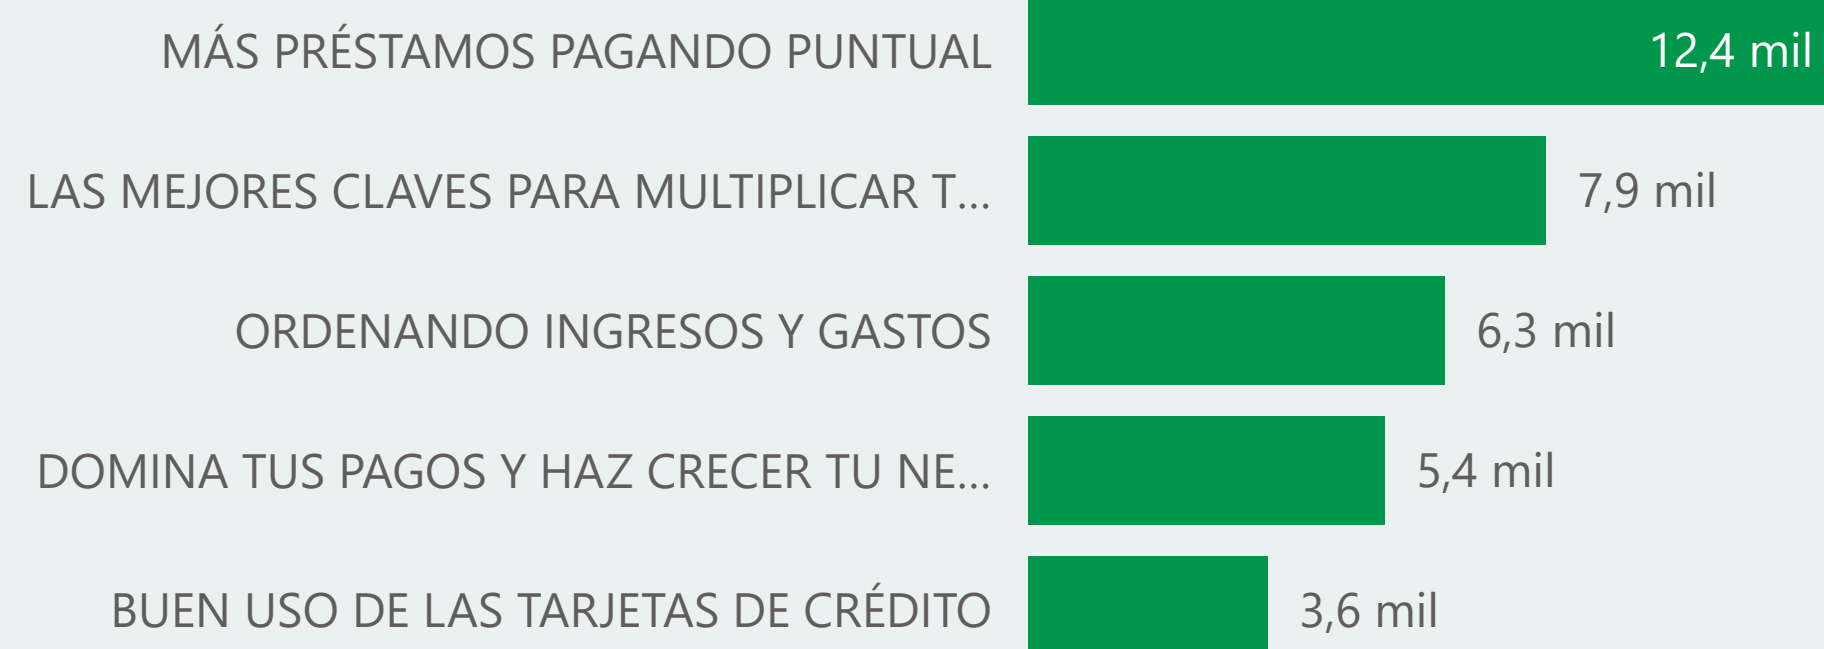 MÁS PRÉSTAMOS PAGANDO PUNTUAL 12,4 mil
LAS MEJORES CLAVES PARA MULTIPLICAR T... 7,9 mil
ORDENANDO INGRESOS Y GASTOS 6,3 mil
DOMINA TUS PAGOS Y HAZ CRECER TU NE... 5,4 mil
BUEN USO DE LAS TARJETAS DE CRÉDITO 3,6 mil